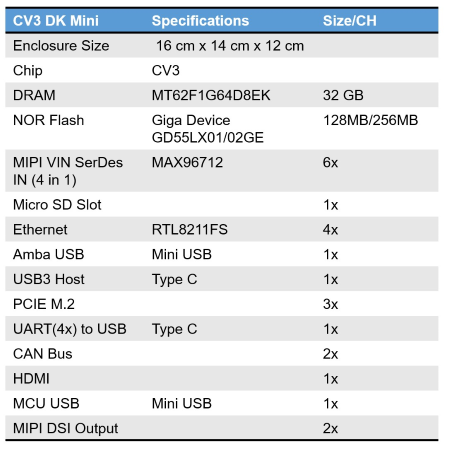 CV3 DK Mini Specifications Size/CH
Enclosure Size 16 cm x 14 cm x 12 cm
Chip CV3
DRAM MT62F1G64D8EK 32 GB
NOR Flash Giga Device 128MB/256MB
GD55LX01/02GE
MIPI VIN SerDes MAX96712 6x
IN (4 in 1)
Micro SD Slot 1x
Ethernet RTL8211FS 4x
Amba USB Mini USB 1x
USB3 Host Type C 1x
PCIE M.2 3x
UART(4x) to USB Type C 1x
CAN Bus 2x
HDMI 1x
MCU USB Mini USB 1x
MIPI DSI Output 2x